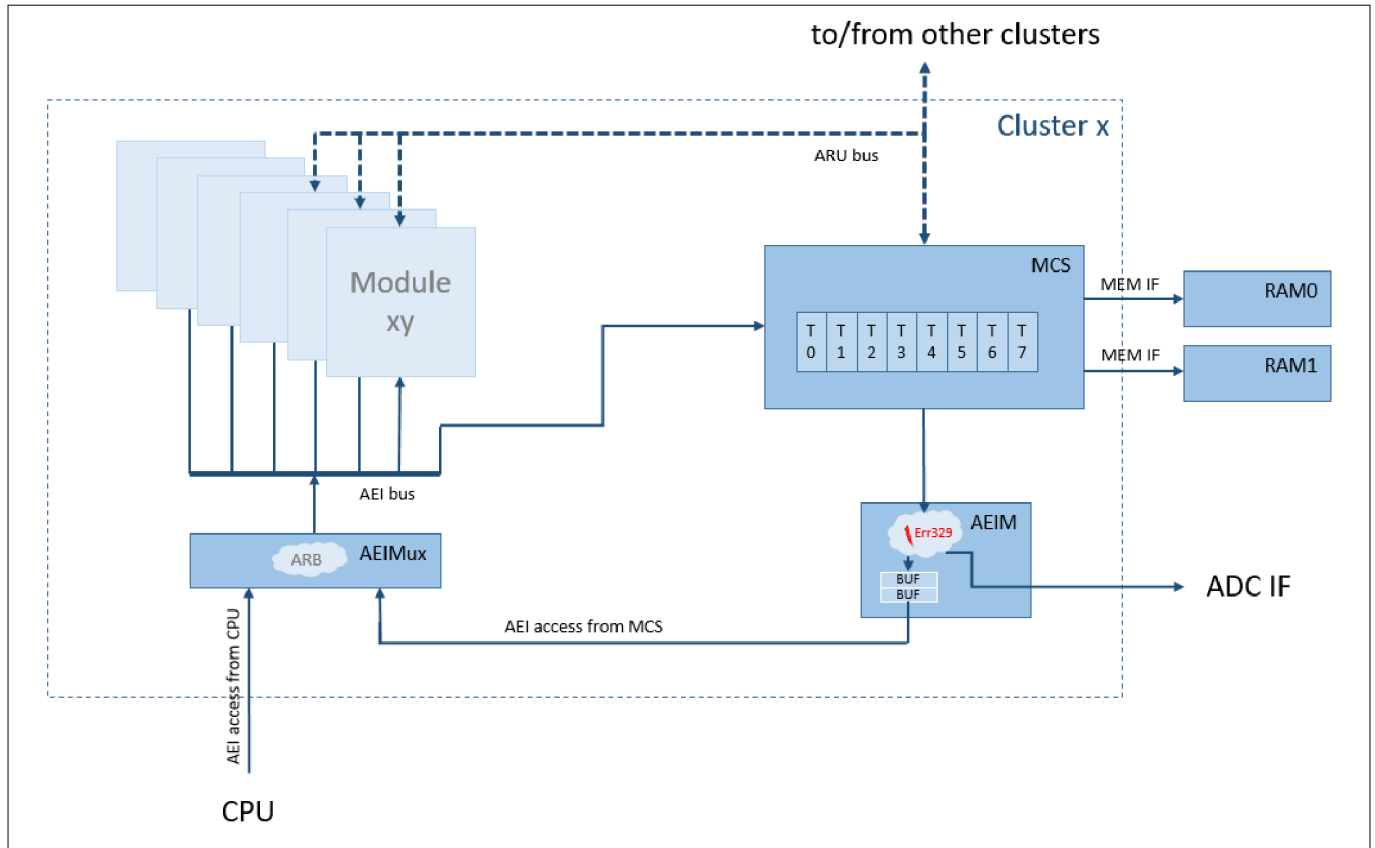 to/from other clusters
Cluster x
ARU bus
Module
xy
MCS
T T T T T T T T
0 1 2 3 4 5 6 7
MEM IF
RAM0
MEM IF
RAM1
AEI bus
AEIM
Err329
BUF
BUF
AEIMux
ARB
ADC IF
AEI access from MCS
AEI access from CPU
CPU